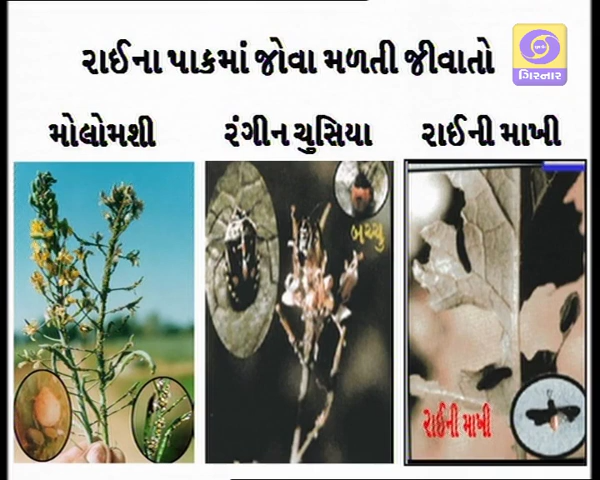 રાઈના પાકમાં જોવા મળતી જીવાતો
ગિરનાર
મોલોમશી
રંગીન ચુસિયા
રાઈની માખી
બચ્ચુ
રાઈની માખી